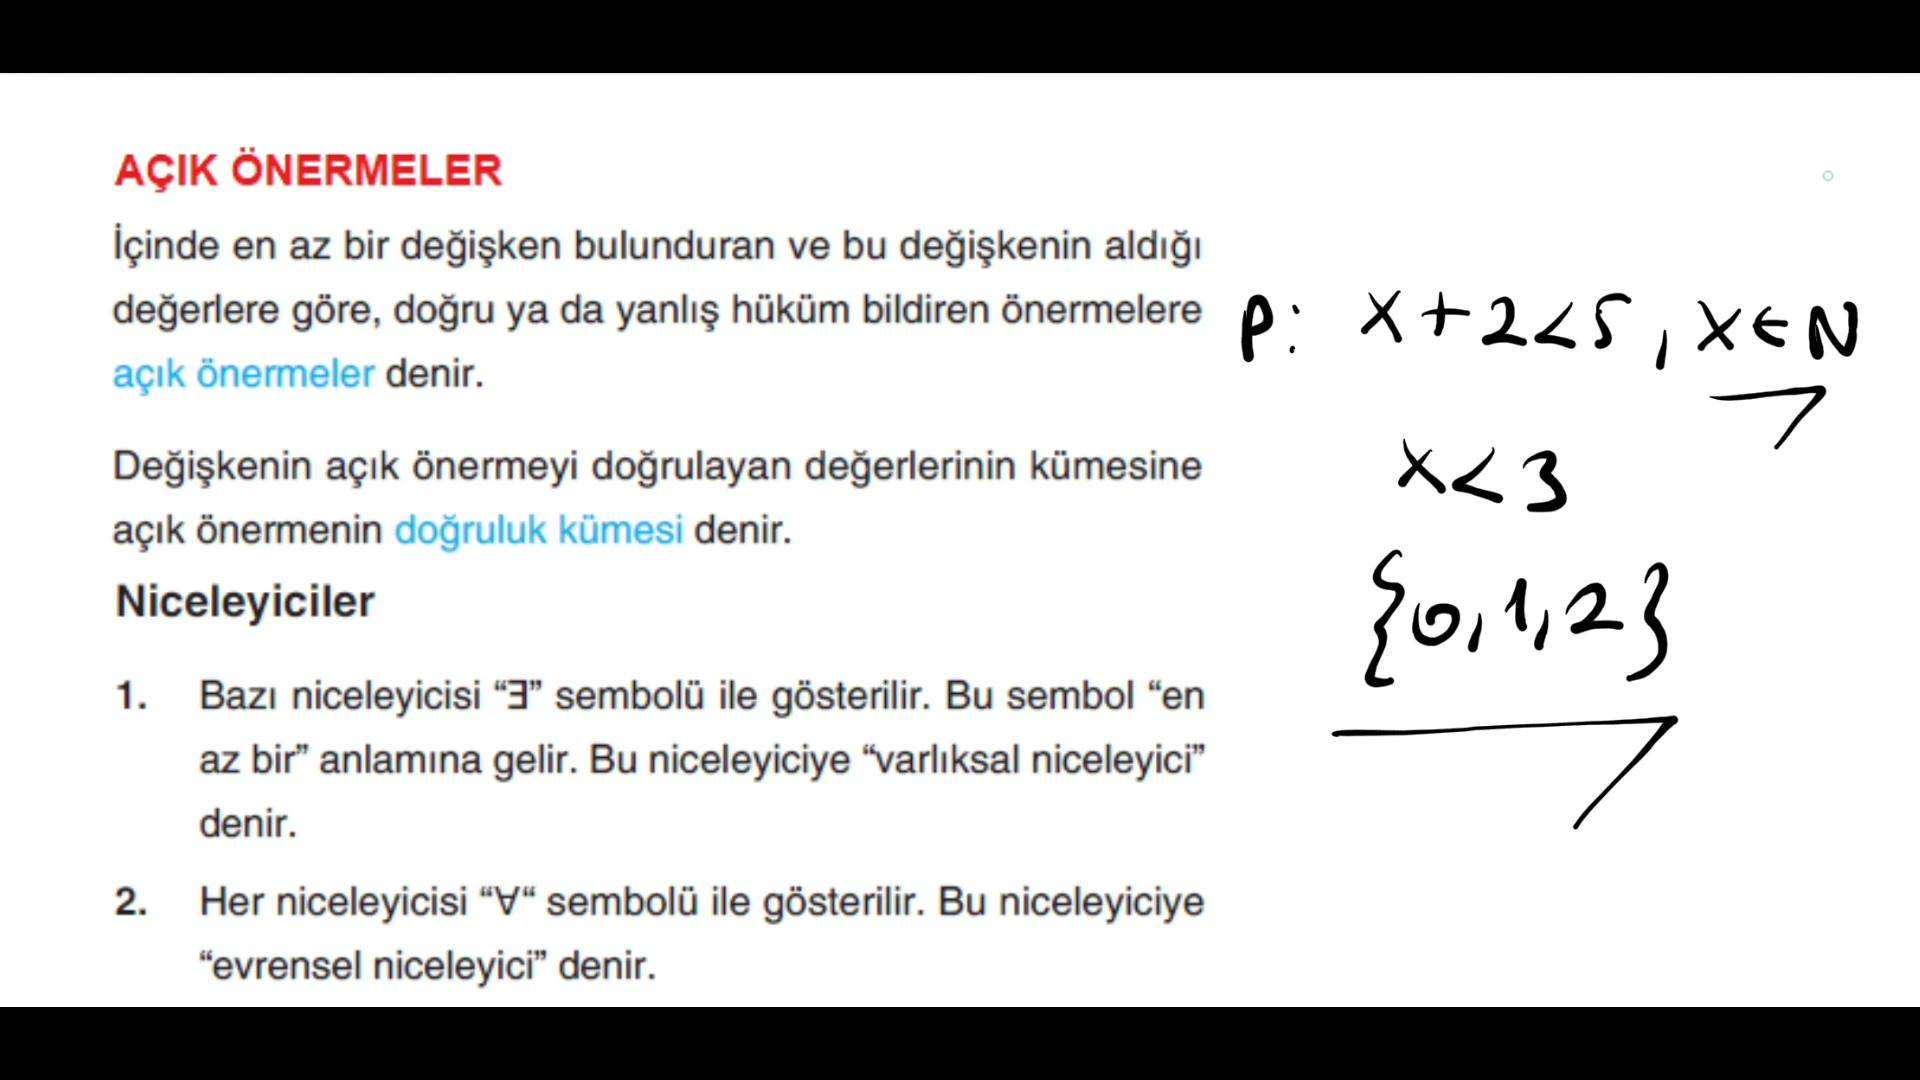 AÇIK ÖNERMELER
İçinde en az bir değişken bulunduran ve bu değişkenin aldığı
değerlere göre, doğru ya da yanlış hüküm bildiren önermelere
açık önermeler denir.
Değişkenin açık önermeyi doğrulayan değerlerinin kümesine
açık önermenin doğruluk kümesi denir.
Niceleyiciler
1. Bazı niceleyicisi “∃” sembolü ile gösterilir. Bu sembol “en
az bir” anlamına gelir. Bu niceleyiciye “varlıksal niceleyici”
denir.
2. Her niceleyicisi “∀“ sembolü ile gösterilir. Bu niceleyiciye
“evrensel niceleyici” denir.
P: x+2<5, x∈N
x<3
{0,1,2}